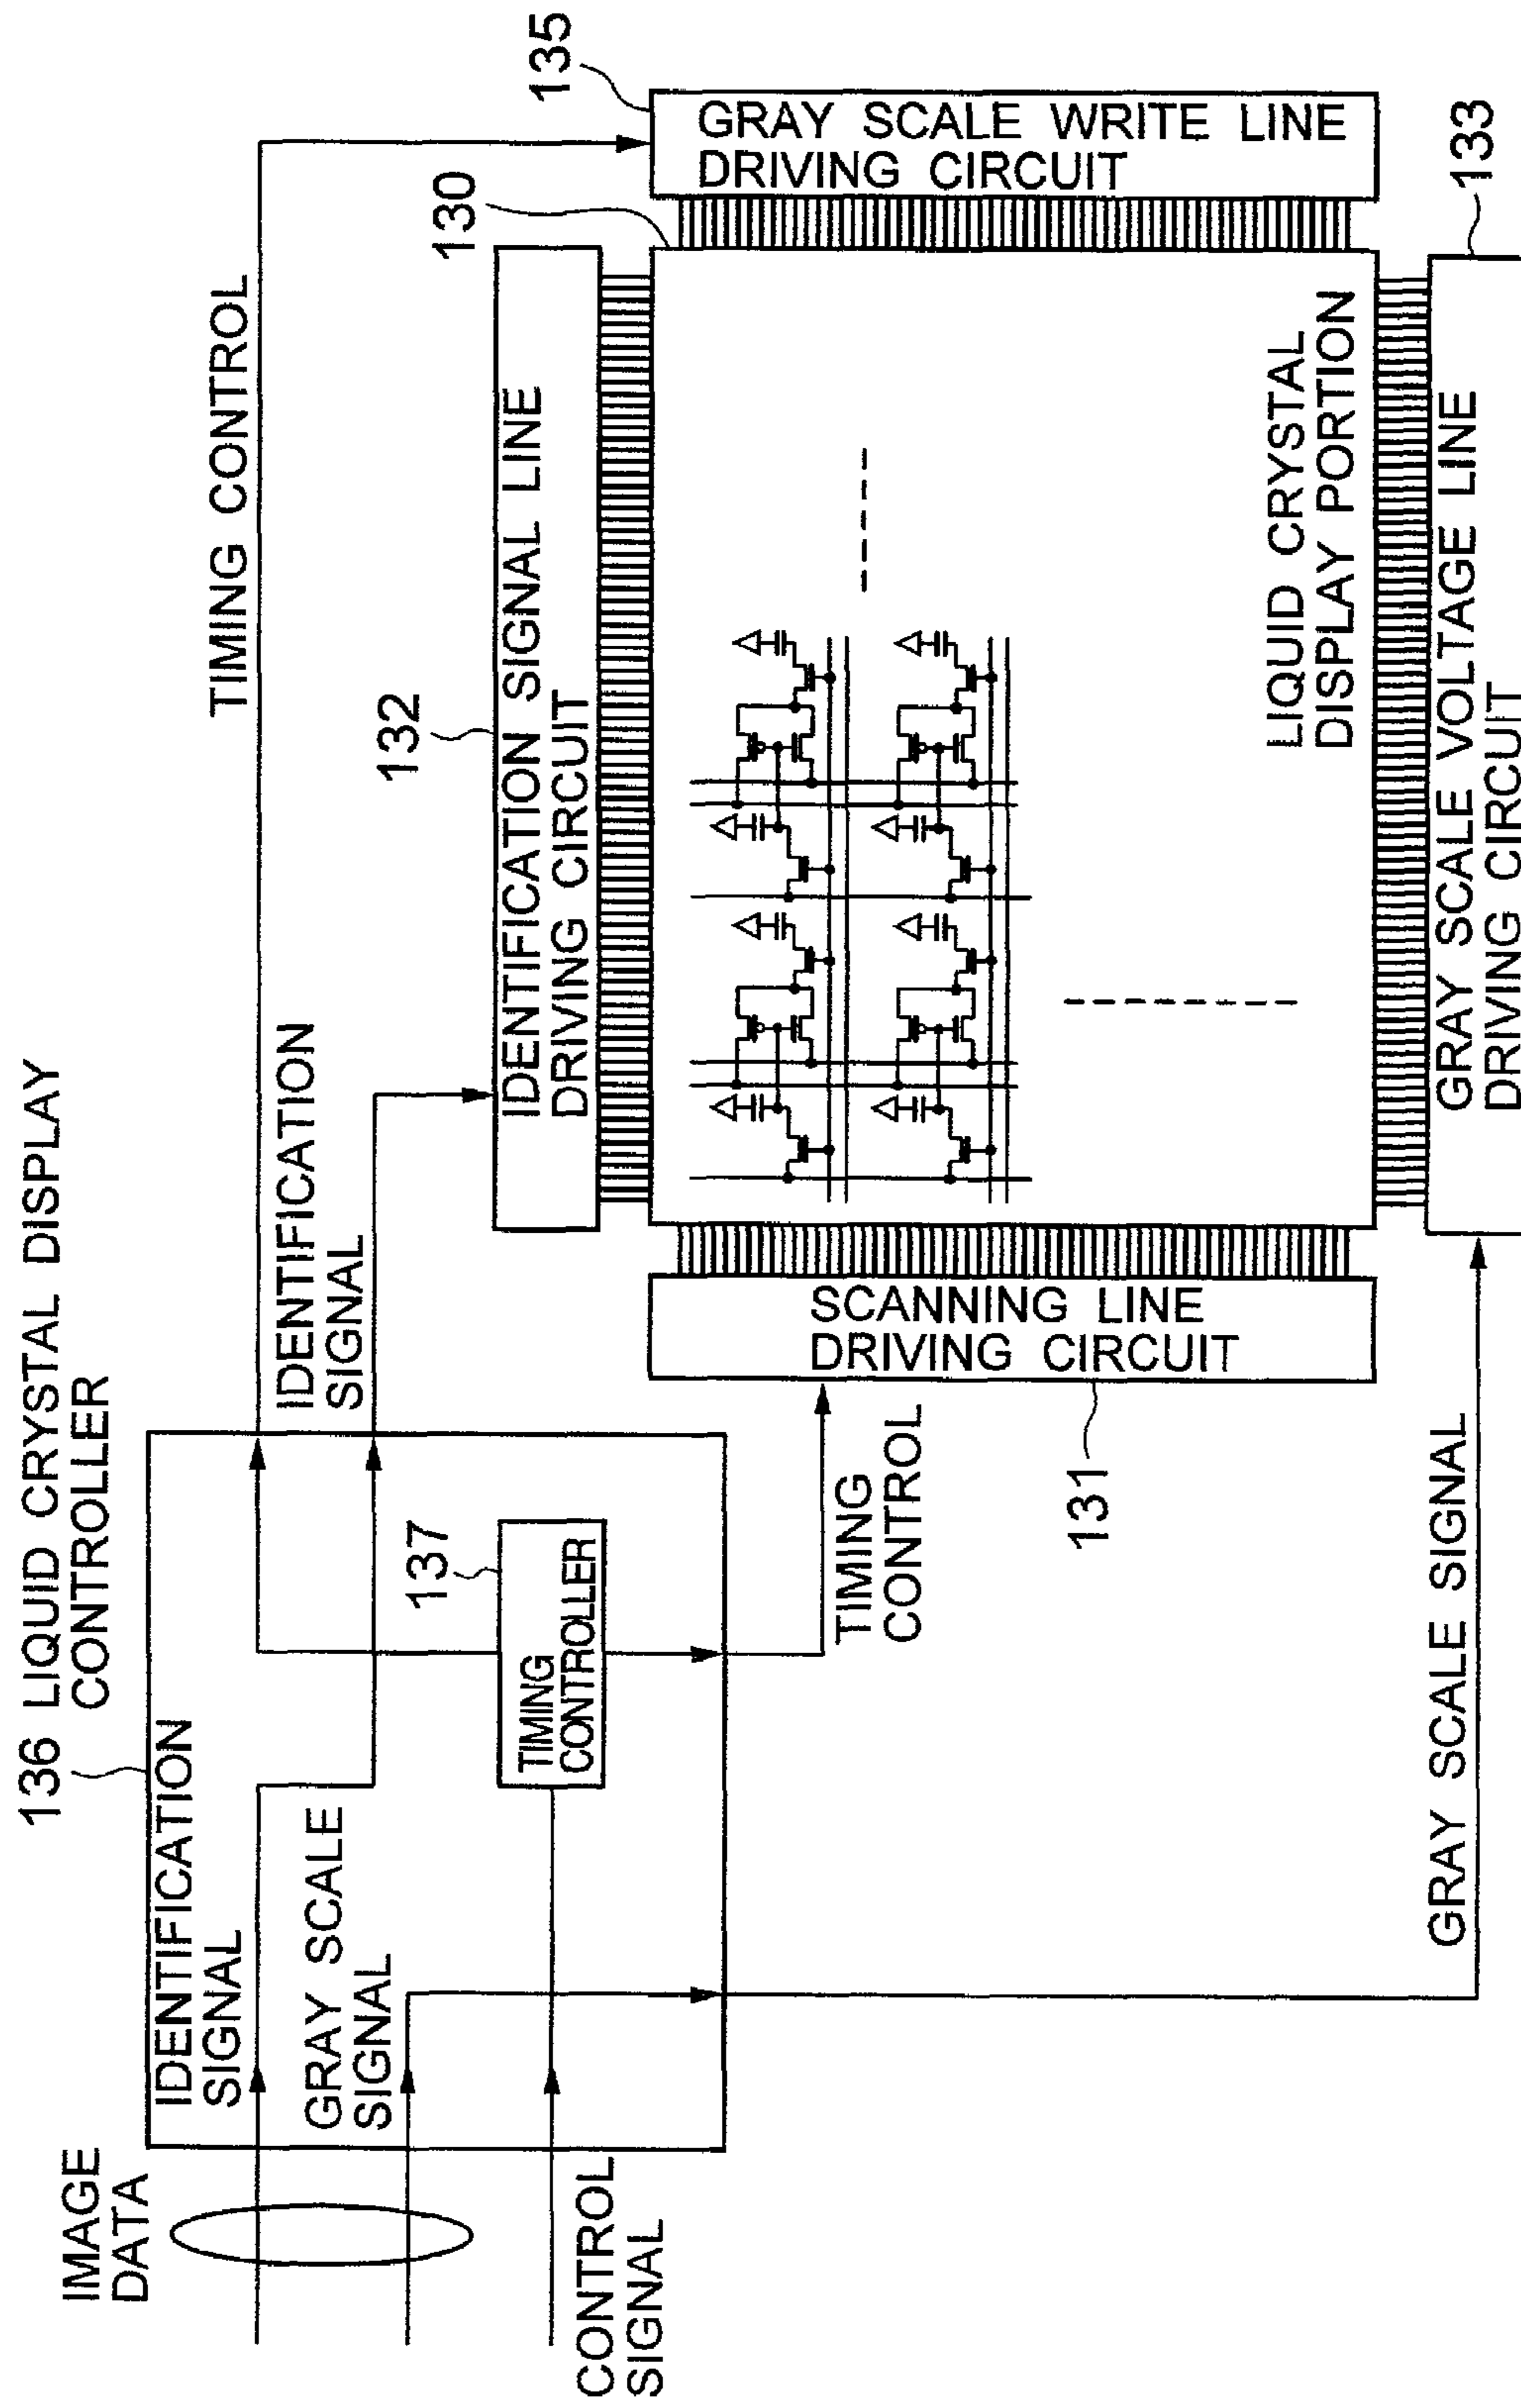 136 LIQUID CRYSTAL DISPLAY
CONTROLLER
IMAGE
DATA
IDENTIFICATION
SIGNAL
GRAY SCALE
SIGNAL
CONTROL
SIGNAL
137
TIMING
CONTROLLER
TIMING CONTROL
IDENTIFICATION
SIGNAL
132
IDENTIFICATION SIGNAL LINE
DRIVING CIRCUIT
130
135
GRAY SCALE WRITE LINE
DRIVING CIRCUIT
SCANNING LINE
DRIVING CIRCUIT
TIMING
CONTROL
131
LIQUID CRYSTAL
DISPLAY PORTION
GRAY SCALE SIGNAL
GRAY SCALE VOLTAGE LINE
DRIVING CIRCUIT
133